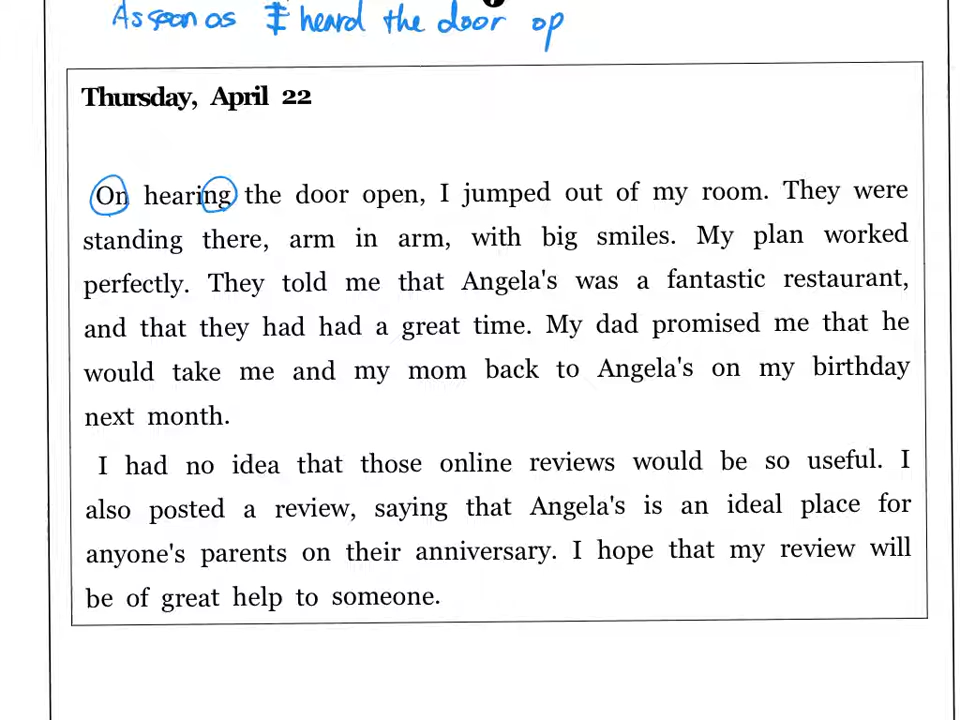 As soon as I heard the door op
Thursday, April 22
On hearing the door open, I jumped out of my room. They were
standing there, arm in arm, with big smiles. My plan worked
perfectly. They told me that Angela's was a fantastic restaurant,
and that they had had a great time. My dad promised me that he
would take me and my mom back to Angela's on my birthday
next month.
I had no idea that those online reviews would be so useful. I
also posted a review, saying that Angela's is an ideal place for
anyone's parents on their anniversary. I hope that my review will
be of great help to someone.